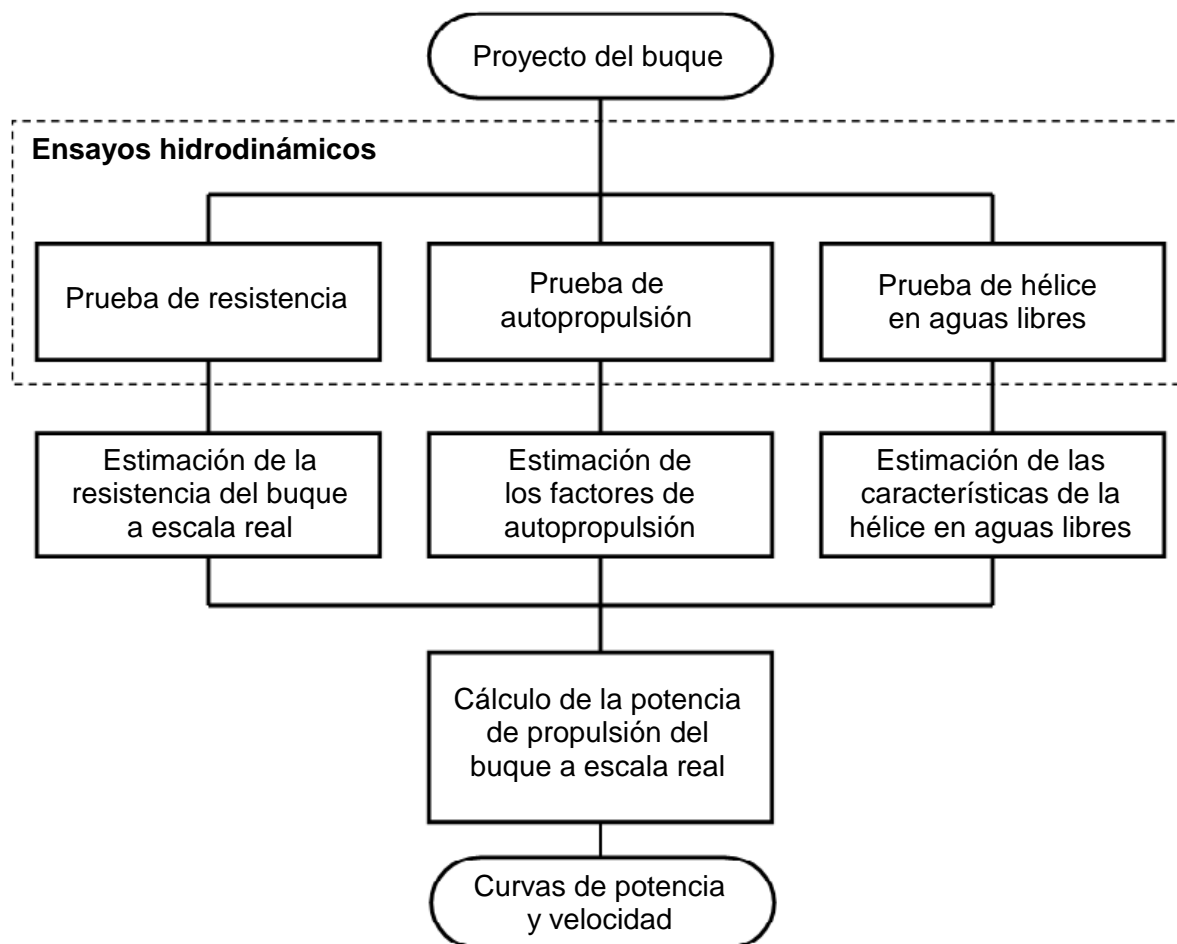 Proyecto del buque
Ensayos hidrodinámicos
Prueba de resistencia
Prueba de
autopropulsión
Prueba de hélice
en aguas libres
Estimación de la
resistencia del buque
a escala real
Estimación de
los factores de
autopropulsión
Estimación de las
características de la
hélice en aguas libres
Cálculo de la potencia
de propulsión del
buque a escala real
Curvas de potencia
y velocidad